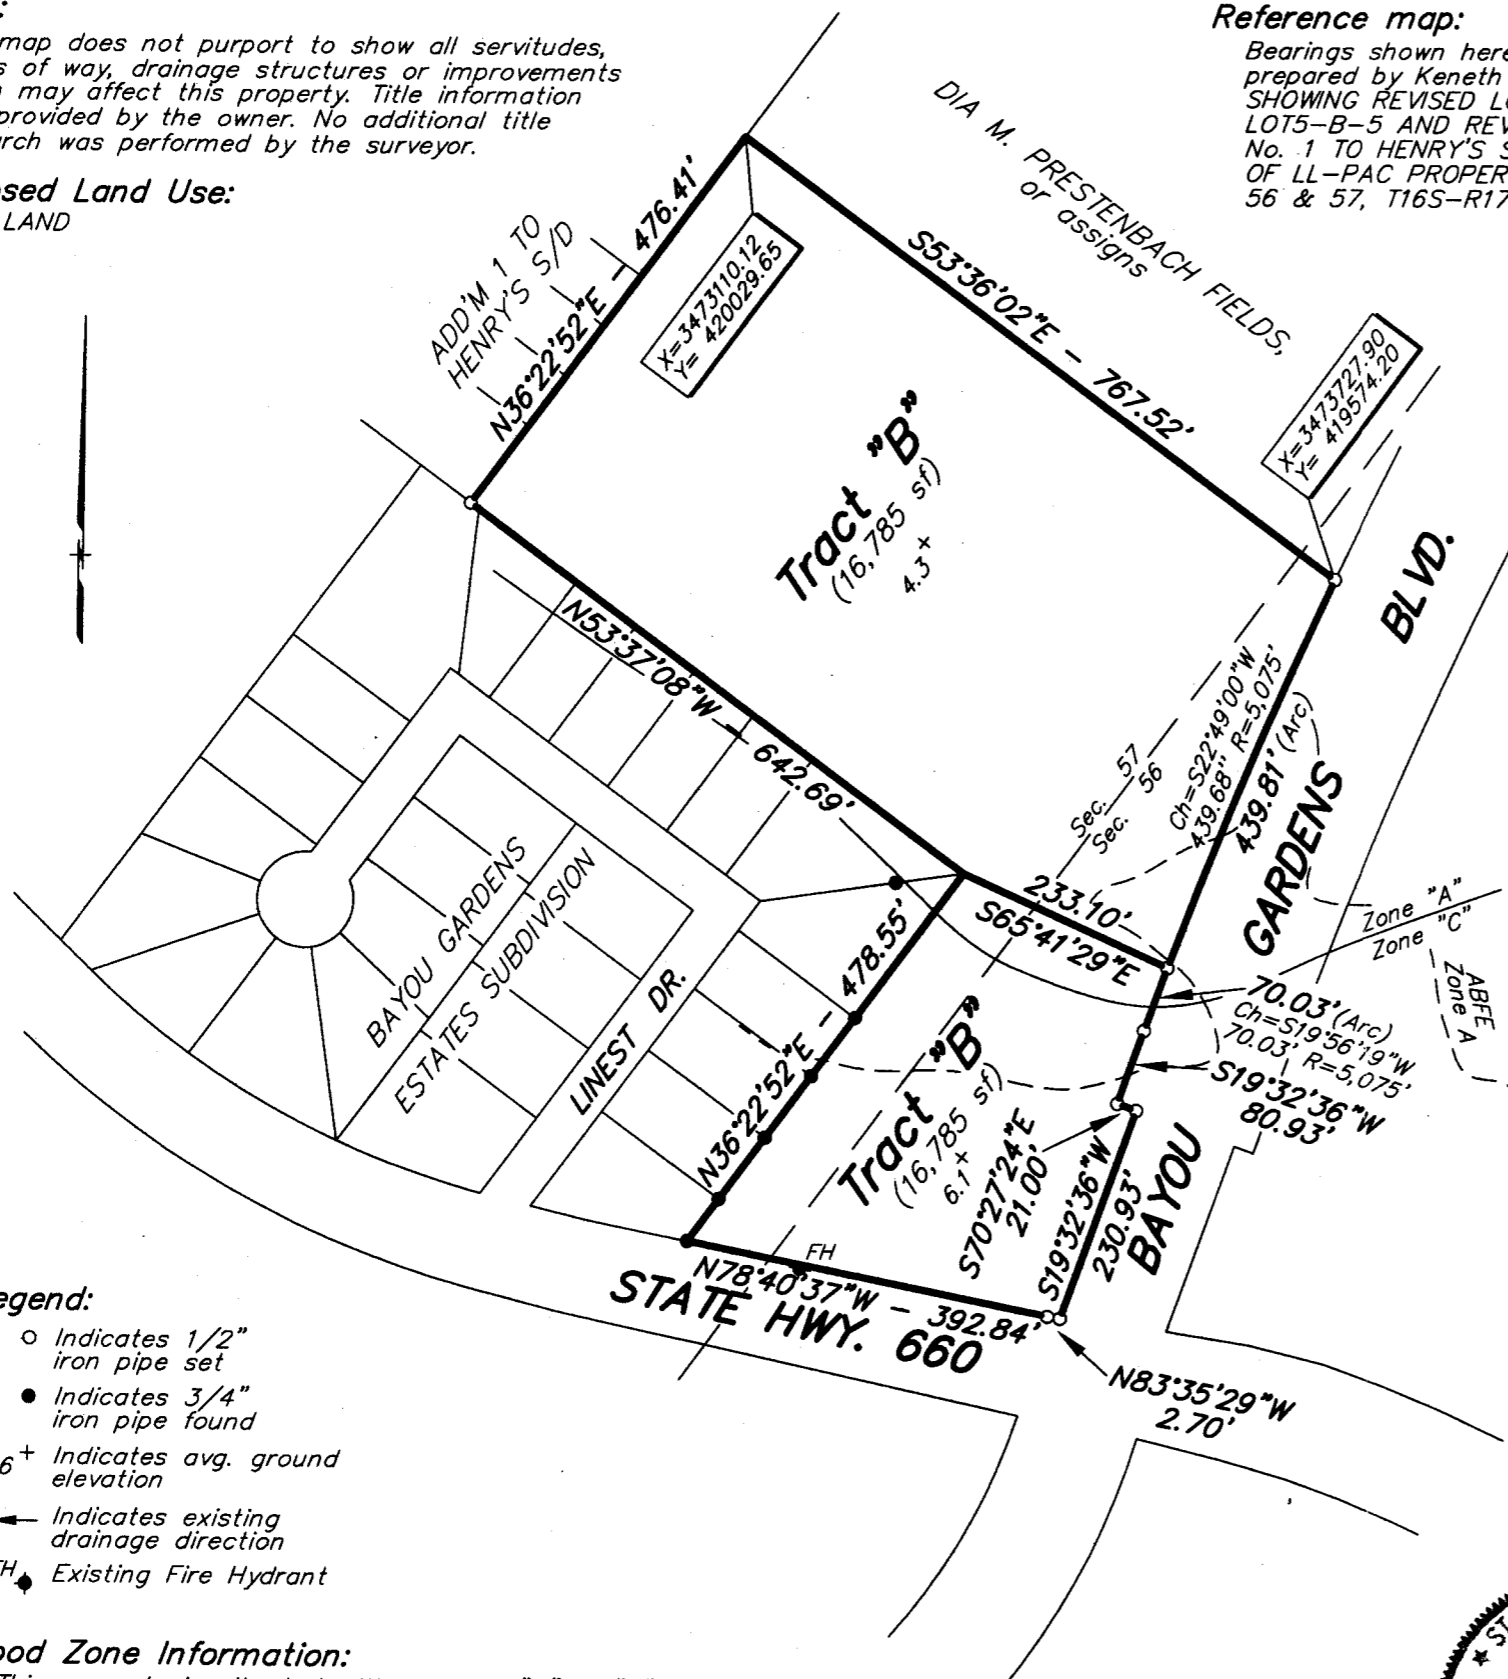 map does not purport to show all servitudes,
of way, drainage structures or improvements
may affect this property. Title information
provided by the owner. No additional title
was performed by the surveyor.
Land Use:
LAND
Reference map:
Bearings shown
prepared by Keneth
SHOWING REVISED
LOT5-B-5 AND
No. 1 TO HENRY'S
OF LL-PAC
56 & 57,
DIA M. PRESTENBACH FIELDS,
or assigns
ADD'M 1 TO
HENRY'S S/D
N36°22'52"E - 476.41'
X=3473110.12
Y= 420029.65
S53°36'02"E - 767.52'
X=3473727.90
Y= 419574.20
Tract "B"
(16,785 sf)
4.3+
N53°37'08"W - 642.69'
Sec. 57
Sec. 56
Ch=S22°49'00"W
439.68" R=5,075'
439.81' (Arc)
BAYOU GARDENS BLVD.
233.10'
S65°41'29"E
Zone "A"
Zone "C"
ABFE
Zone A
70.03' (Arc)
Ch=S19°56'19"W
70.03' R=5,075'
S19°32'36"W
80.93'
BAYOU GARDENS
ESTATES SUBDIVISION
LINEST DR.
N36°22'52"E - 478.55'
Tract "B"
(16,785 sf)
6.1+
S70°27'24"E
21.00'
S19°32'36"W
230.93'
FH
N78°40'37"W - 392.84'
STATE HWY. 660
N83°35'29"W
2.70'
Indicates 1/2"
iron pipe set
Indicates 3/4"
iron pipe found
6+ Indicates avg. ground
elevation
Indicates existing
drainage direction
Existing Fire Hydrant
Zone Information: